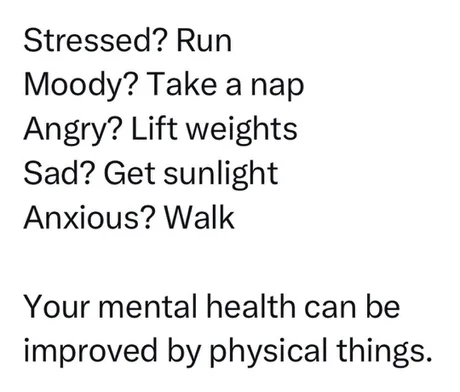 Stressed? Run
Moody? Take a nap
Angry? Lift weights
Sad? Get sunlight
Anxious? Walk
Your mental health can be
improved by physical things.